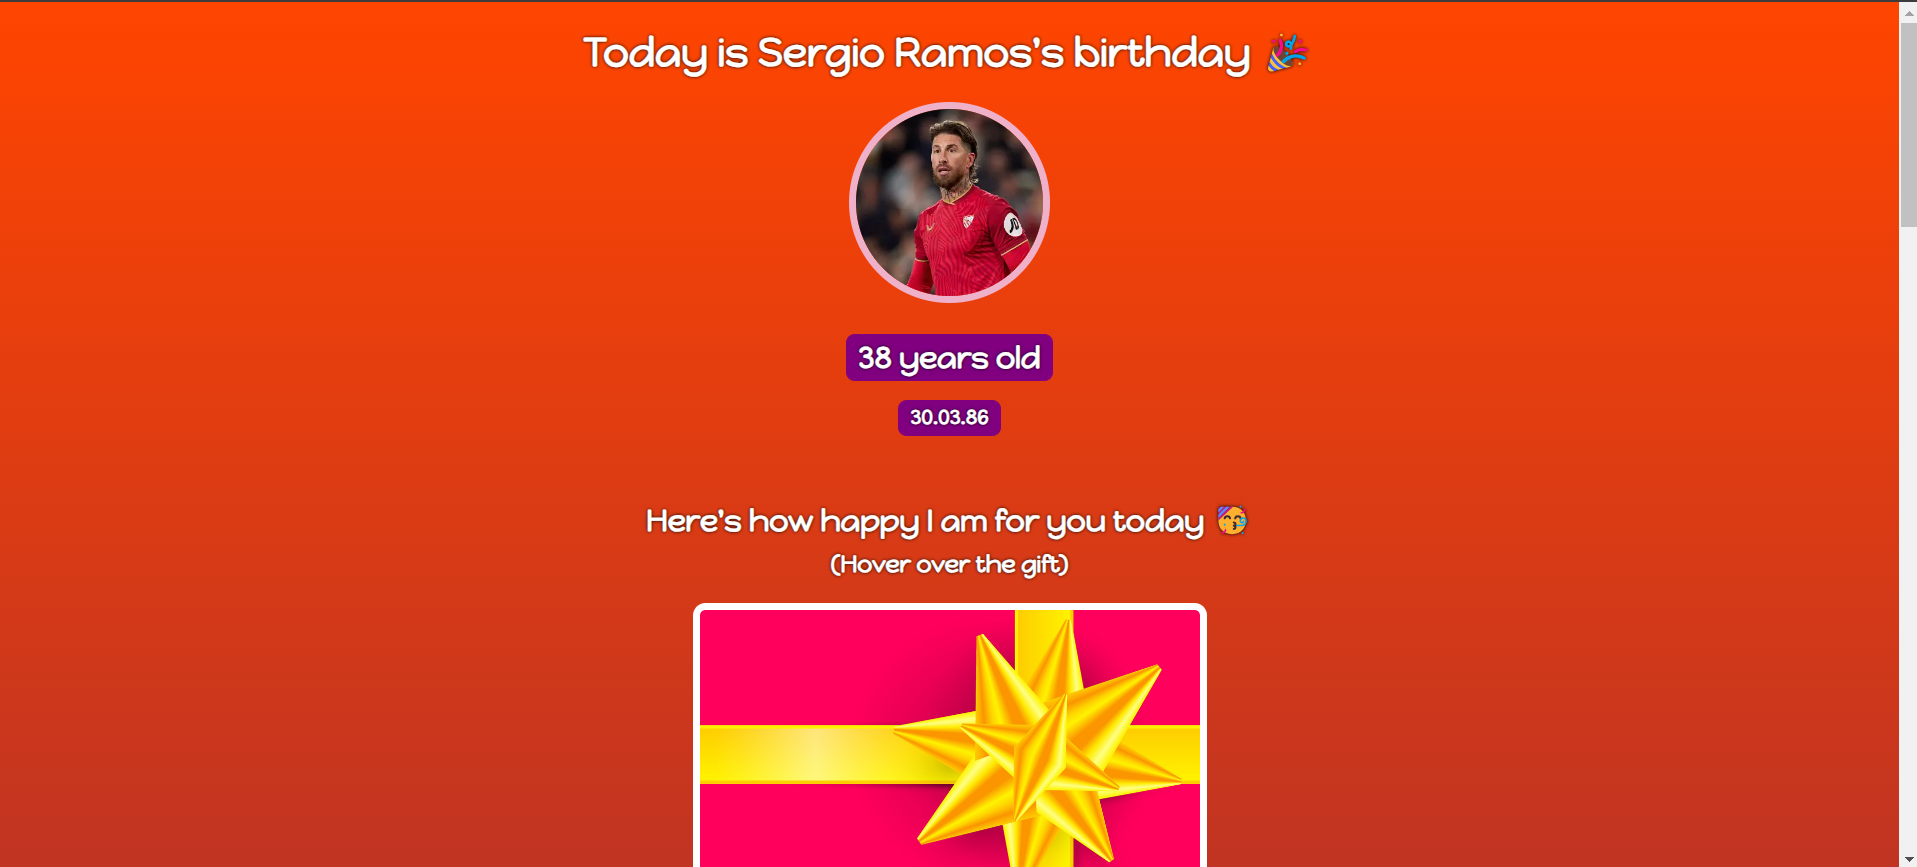 Today is Sergio Ramos's birthday 🎉
JD
38 years old
30.03.86
Here's how happy I am for you today 🥳
(Hover over the gift)